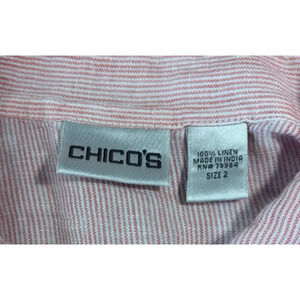 CHICO'S
100% LINEN
MADE IN INDIA
RN# 79984
SIZE 2